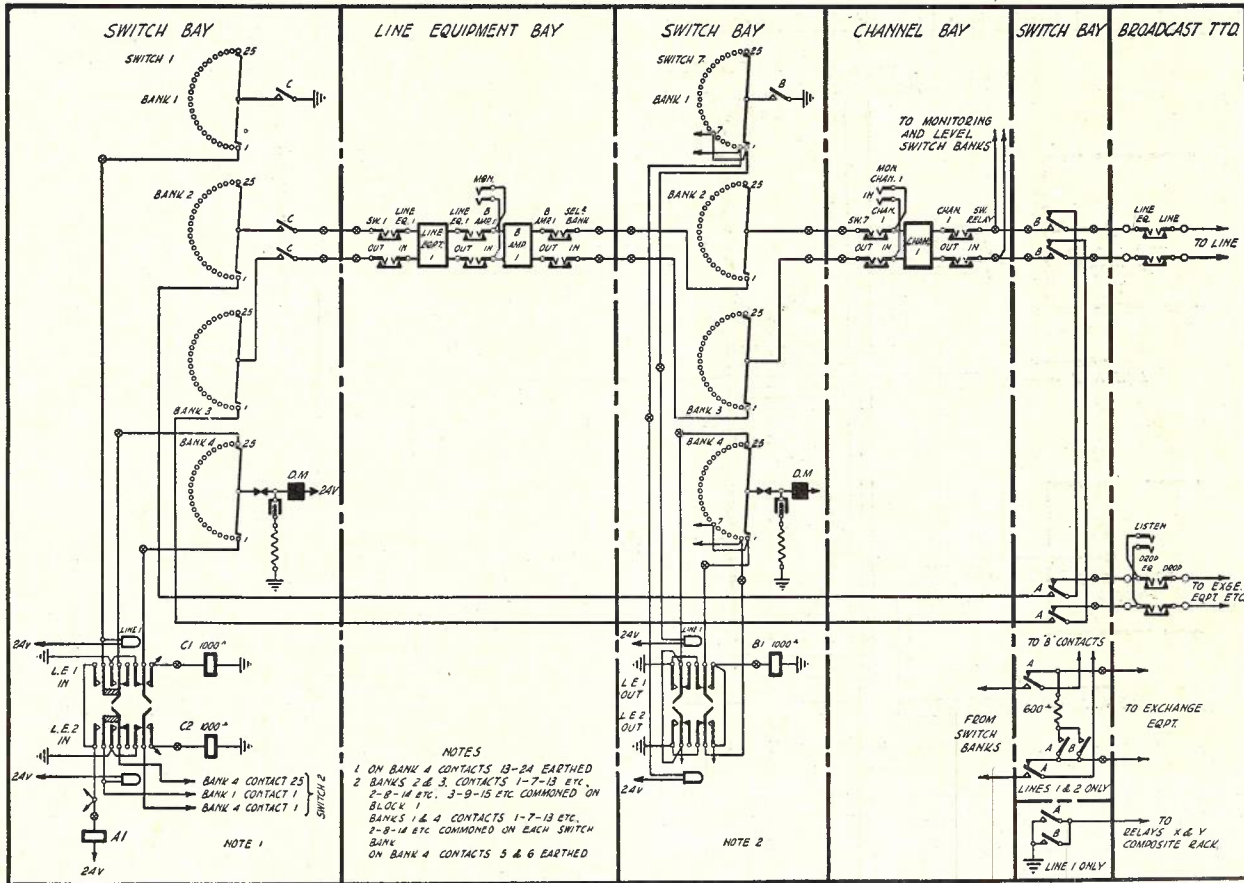 SWITCH BAY
SWITCH 1
25
BANK 1
C
1
BANK 2
25
C
C
1
25
BANK 3
1
BANK 4
25
D.M
24V
1
24V
LINE 1
L.E.1
IN
C1 1000ᴧ
L.E.2
IN
C2 1000ᴧ
24V
BANK 4 CONTACT 25
BANK 1 CONTACT 1
BANK 4 CONTACT 1
SWITCH 2
A1
24V
NOTE 1
LINE EQUIPMENT BAY
MON.
SW.1
LINE EQ.1
LINE EQ.1
B AMP.1
B AMP.1
SEL.R BANK
OUT IN
LINE EQPT. 1
OUT IN
B AMP 1
OUT IN
NOTES
1 ON BANK 4 CONTACTS 13-24 EARTHED
2 BANKS 2 & 3. CONTACTS 1-7-13 ETC,
2-8-14 ETC. 3-9-15 ETC COMMONED ON
BLOCK 1
BANKS 1 & 4 CONTACTS 1-7-13 ETC.
2-8-14 ETC COMMONED ON EACH SWITCH
BANK
ON BANK 4 CONTACTS 5 & 6 EARTHED
SWITCH BAY
SWITCH 7
25
BANK 1
B
7
1
BANK 2
25
1
25
BANK 3
1
BANK 4
25
D.M
7
1
24V
LINE 1
L.E 1
OUT
B1 1000ᴧ
L.E 2
OUT
24V
NOTE 2
CHANNEL BAY
TO MONITORING
AND LEVEL
SWITCH BANKS
MON
CHAN. 1
IN
SW.7
CHAN. 1
CHAN. 1
SW. RELAY
OUT IN
CHAN. 1
OUT IN
SWITCH BAY
B
B
A
A
TO 'B' CONTACTS
A
600ᴧ
FROM
SWITCH
BANKS
A
B
A
LINES 1 & 2 ONLY
A
B
LINE 1 ONLY
BROADCAST TTD.
LINE EQ.
LINE
TO LINE
LISTEN
DROP EQ.
DROP
TO EXGE.
EQPT. ETC
TO EXCHANGE
EQPT.
TO
RELAYS X & Y
COMPOSITE RACK.